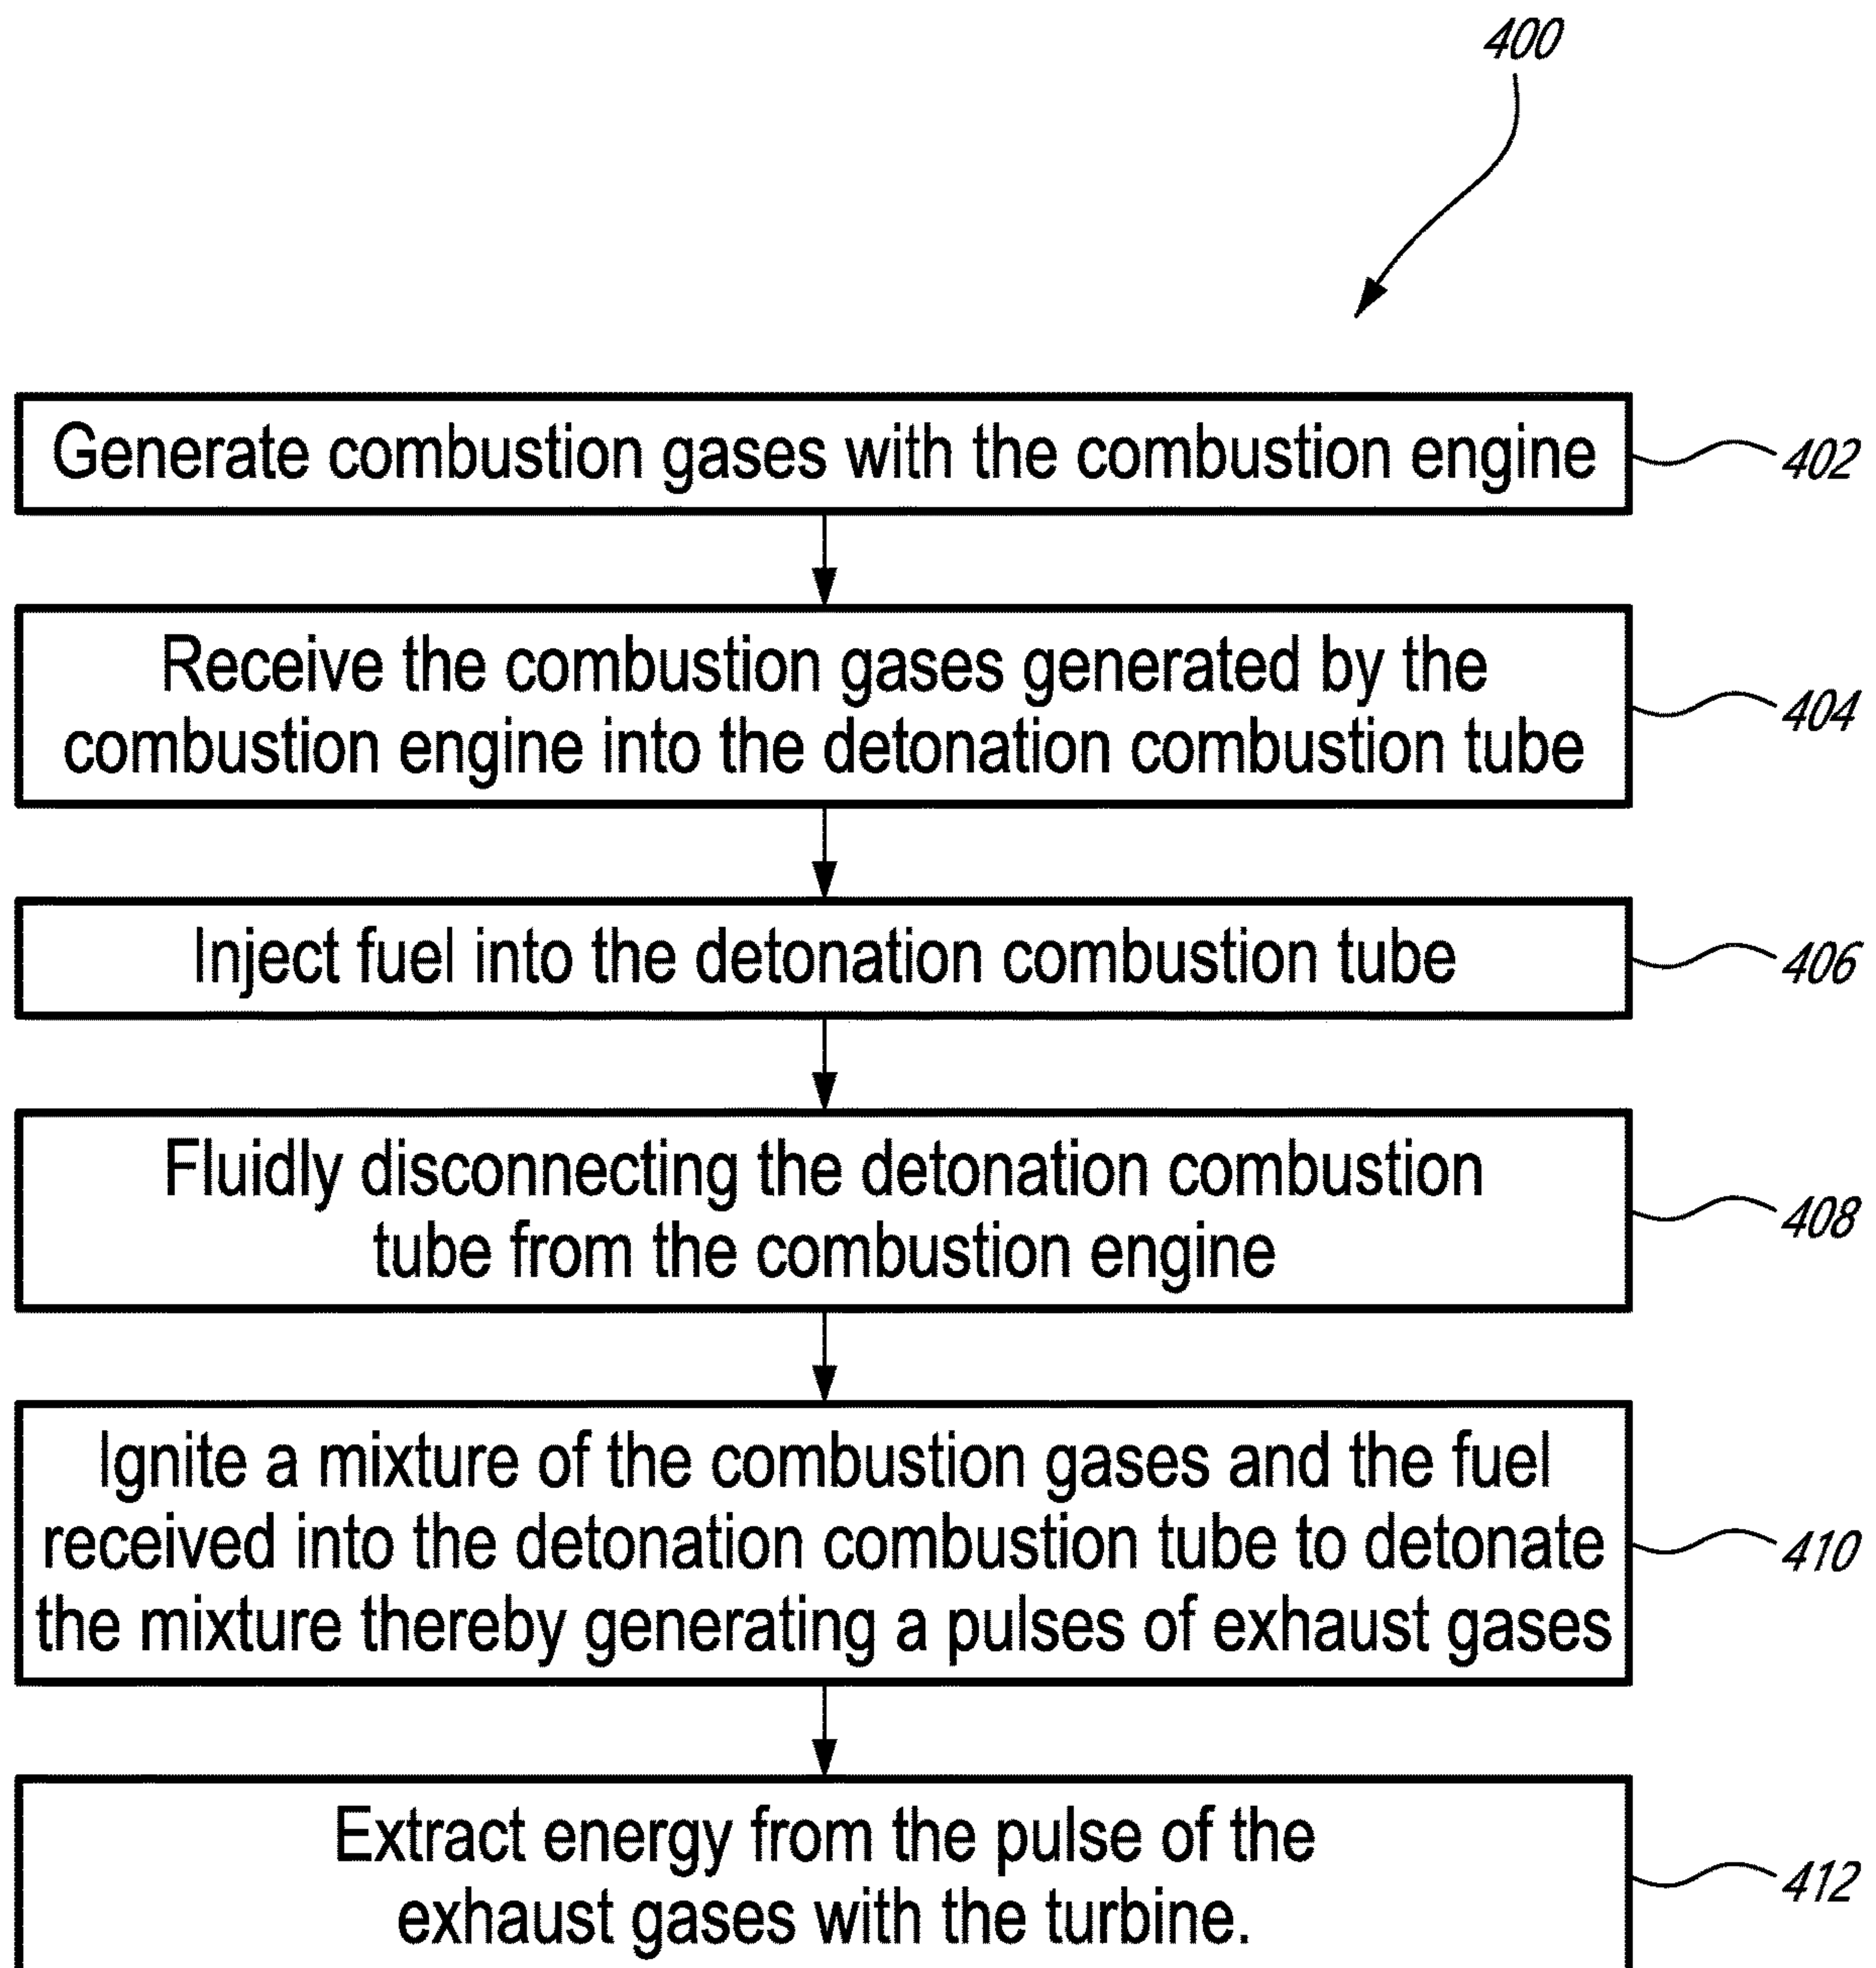 400
Generate combustion gases with the combustion engine
402
Receive the combustion gases generated by the
combustion engine into the detonation combustion tube
404
Inject fuel into the detonation combustion tube
406
Fluidly disconnecting the detonation combustion
tube from the combustion engine
408
Ignite a mixture of the combustion gases and the fuel
received into the detonation combustion tube to detonate
the mixture thereby generating a pulses of exhaust gases
410
Extract energy from the pulse of the
exhaust gases with the turbine.
412